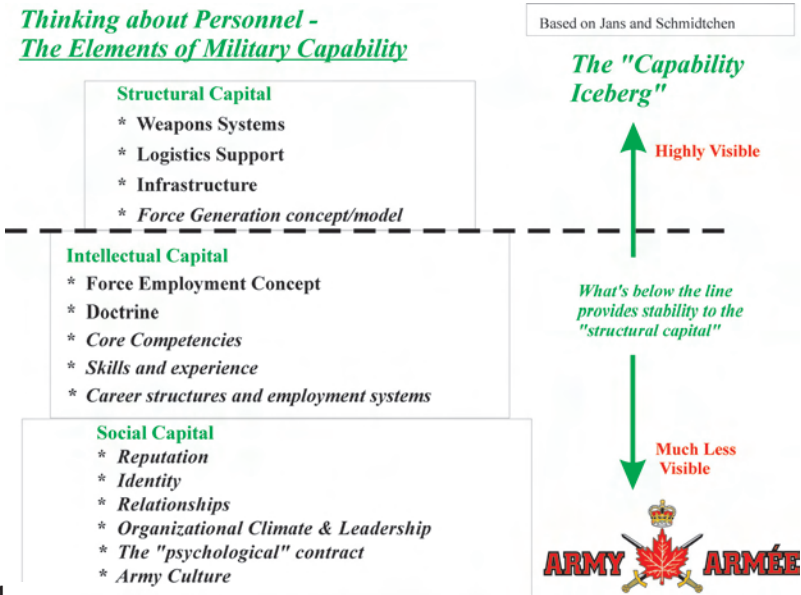 Thinking about Personnel -
The Elements of Military Capability
Based on Jans and Schmidtchen
The "Capability
Iceberg"
Structural Capital
* Weapons Systems
* Logistics Support
* Infrastructure
* Force Generation concept/model
Highly Visible
Intellectual Capital
* Force Employment Concept
* Doctrine
* Core Competencies
* Skills and experience
* Career structures and employment systems
What's below the line
provides stability to the
"structural capital"
Social Capital
* Reputation
* Identity
* Relationships
* Organizational Climate & Leadership
* The "psychological" contract
* Army Culture
Much Less
Visible
ARMY ARMÉE